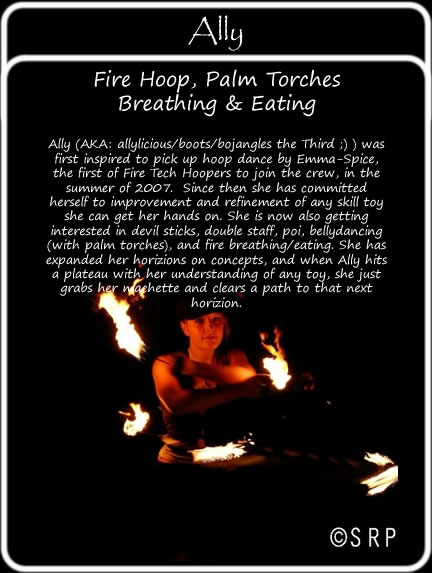 Ally
Fire Hoop, Palm Torches
Breathing & Eating
Ally (AKA: allylicious/boots/bojangles the Third ;) ) was
first inspired to pick up hoop dance by Emma-Spice,
the first of Fire Tech Hoopers to join the crew, in the
summer of 2007. Since then she has committed
herself to improvement and refinement of any skill toy
she can get her hands on. She is now also getting
interested in devil sticks, double staff, poi, bellydancing
(with palm torches), and fire breathing/eating. She has
expanded her horizions on concepts, and when Ally hits
a plateau with her understanding of any toy, she just
grabs her machette and clears a path to that next
horizion.
©SRP